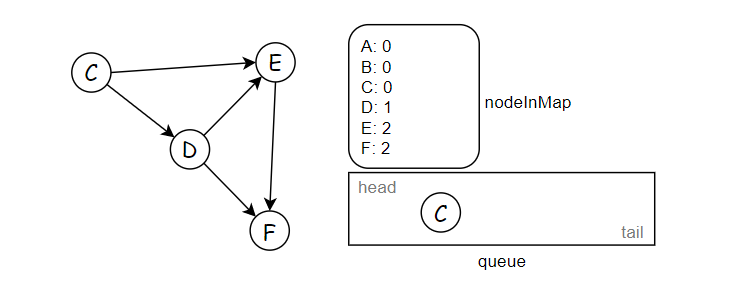 C
E
D
F
A: 0
B: 0
C: 0
D: 1
E: 2
F: 2
nodeInMap
head
C
tail
queue